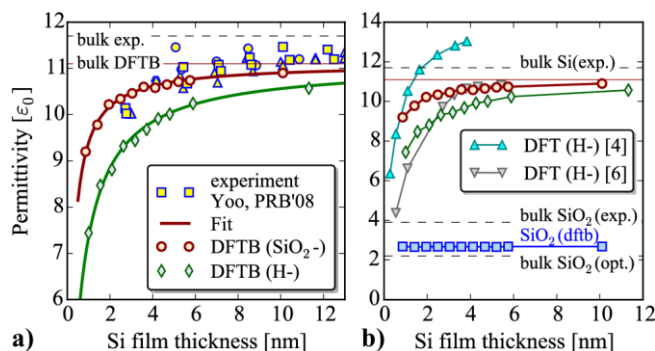 12
11
10
9
8
7
6
Permittivity [ε0]
bulk exp.
bulk DFTB
experiment
Yoo, PRB'08
Fit
DFTB (SiO2-)
DFTB (H-)
0 2 4 6 8 10 12
Si film thickness [nm]
a)
14
12
10
8
6
4
2
0
bulk Si(exp.)
DFT (H-) [4]
DFT (H-) [6]
bulk SiO2(exp.)
SiO2(dftb)
bulk SiO2(opt.)
0 2 4 6 8 10 12
Si film thickness [nm]
b)